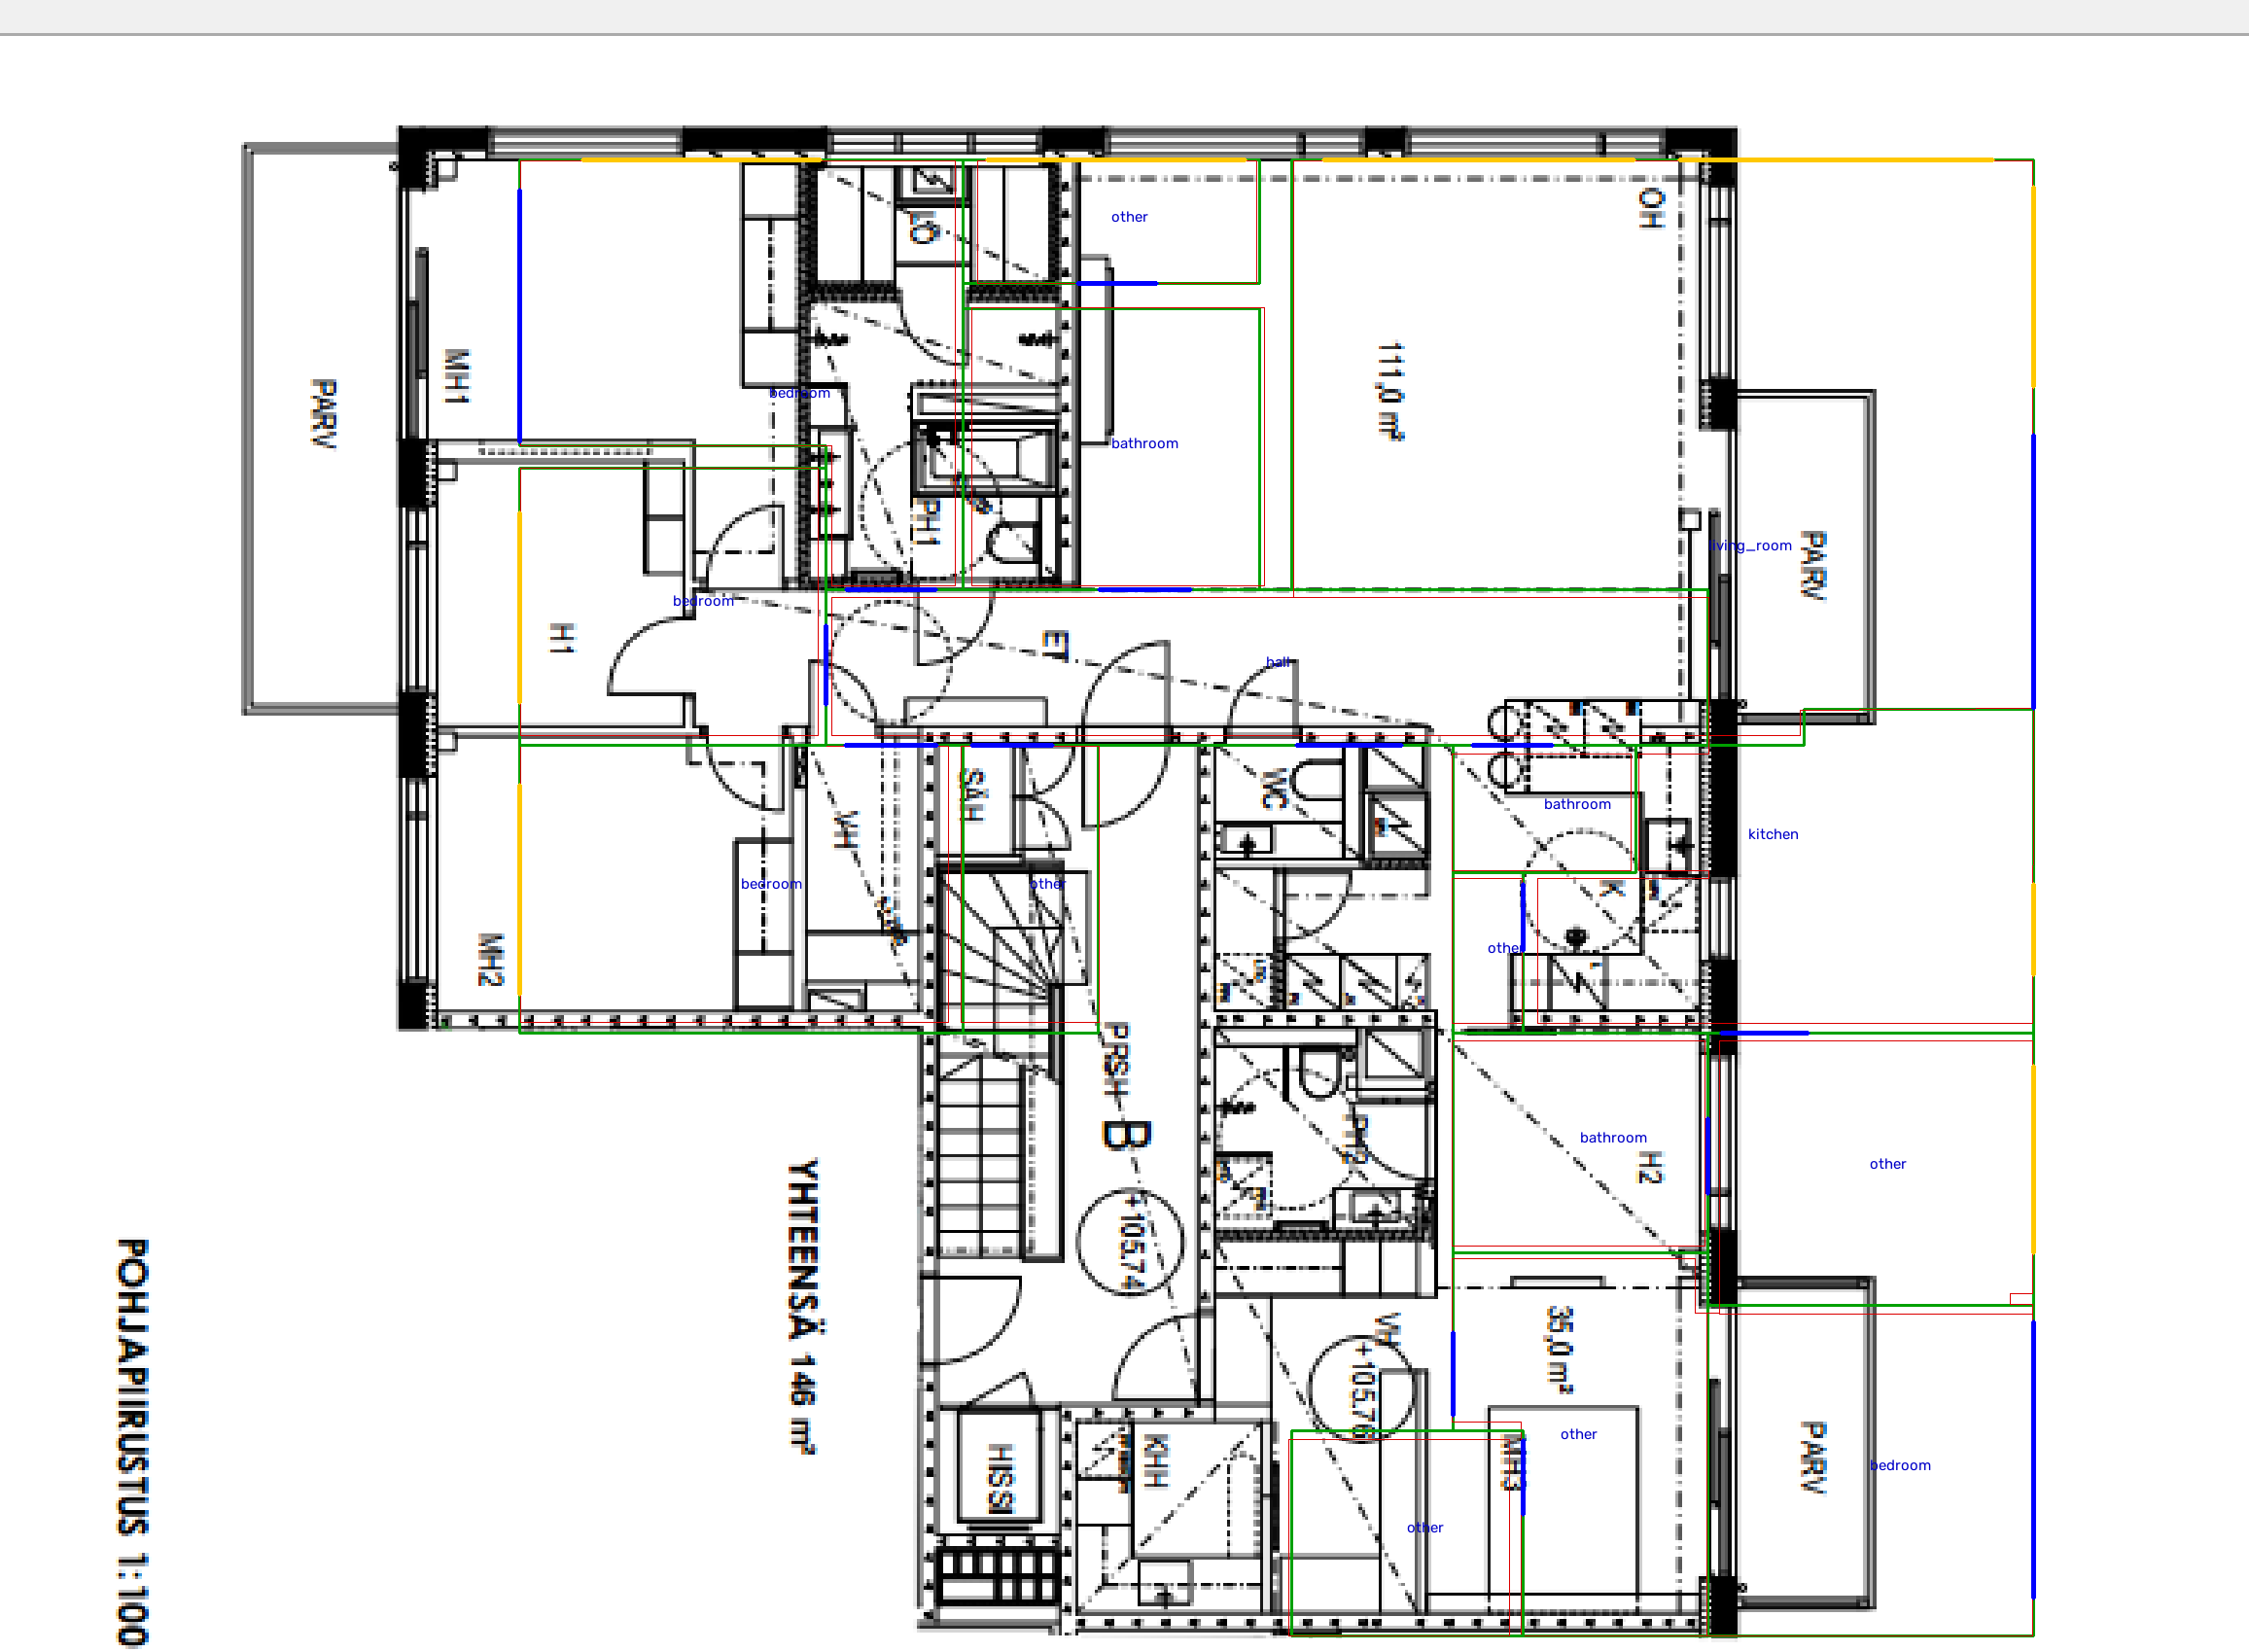 OH
LÖ
other
111,0 m²
MH1
PARV
bedroom
bathroom
PH1
PARV
living_room
bedroom
H1
ET
hall
SÄH
WC
bathroom
kitchen
VH
K
bedroom
other
MH2
other
PRSH
B
PH2
bathroom
H2
other
YHTEENSÄ 146 m²
+105.74
POHJAPIIRUSTUS 1:100
VH
35,0 m²
+105.76
HISSI
KHH
MH3
other
PARV
bedroom
other